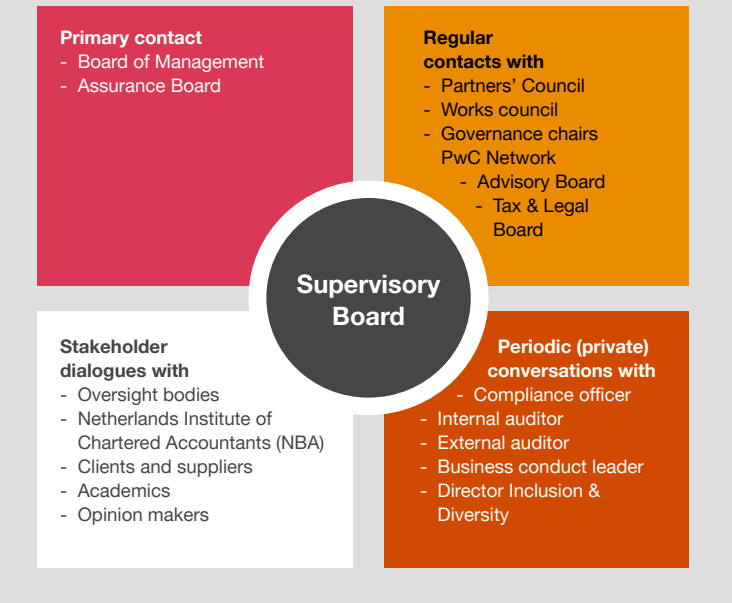 Primary contact
- Board of Management
- Assurance Board
Regular
contacts with
- Partners' Council
- Works council
- Governance chairs
PwC Network
- Advisory Board
- Tax & Legal
Board
Supervisory
Board
Stakeholder
dialogues with
- Oversight bodies
- Netherlands Institute of
Chartered Accountants (NBA)
- Clients and suppliers
- Academics
- Opinion makers
Periodic (private)
conversations with
- Compliance officer
- Internal auditor
- External auditor
- Business conduct leader
- Director Inclusion &
Diversity